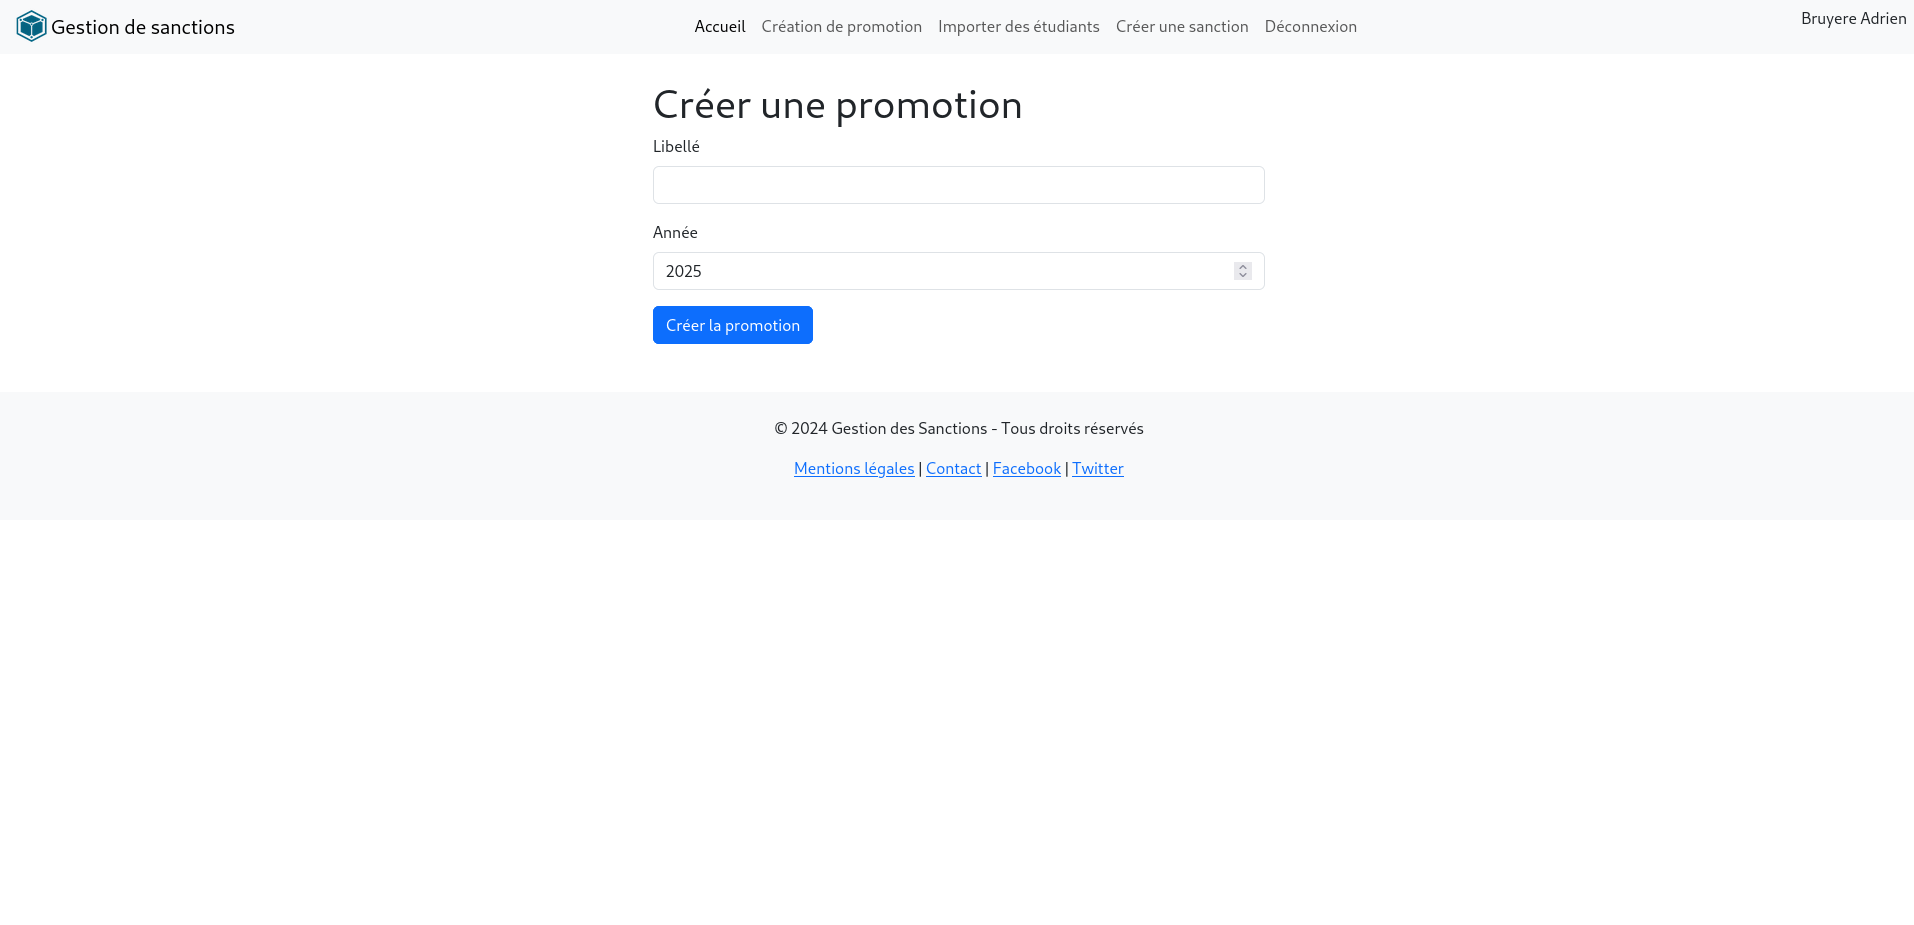 Gestion de sanctions
Accueil Création de promotion Importer des étudiants Créer une sanction Déconnexion
Bruyere Adrien
Créer une promotion
Libellé
Année
2025
Créer la promotion
© 2024 Gestion des Sanctions - Tous droits réservés
Mentions légales | Contact | Facebook | Twitter